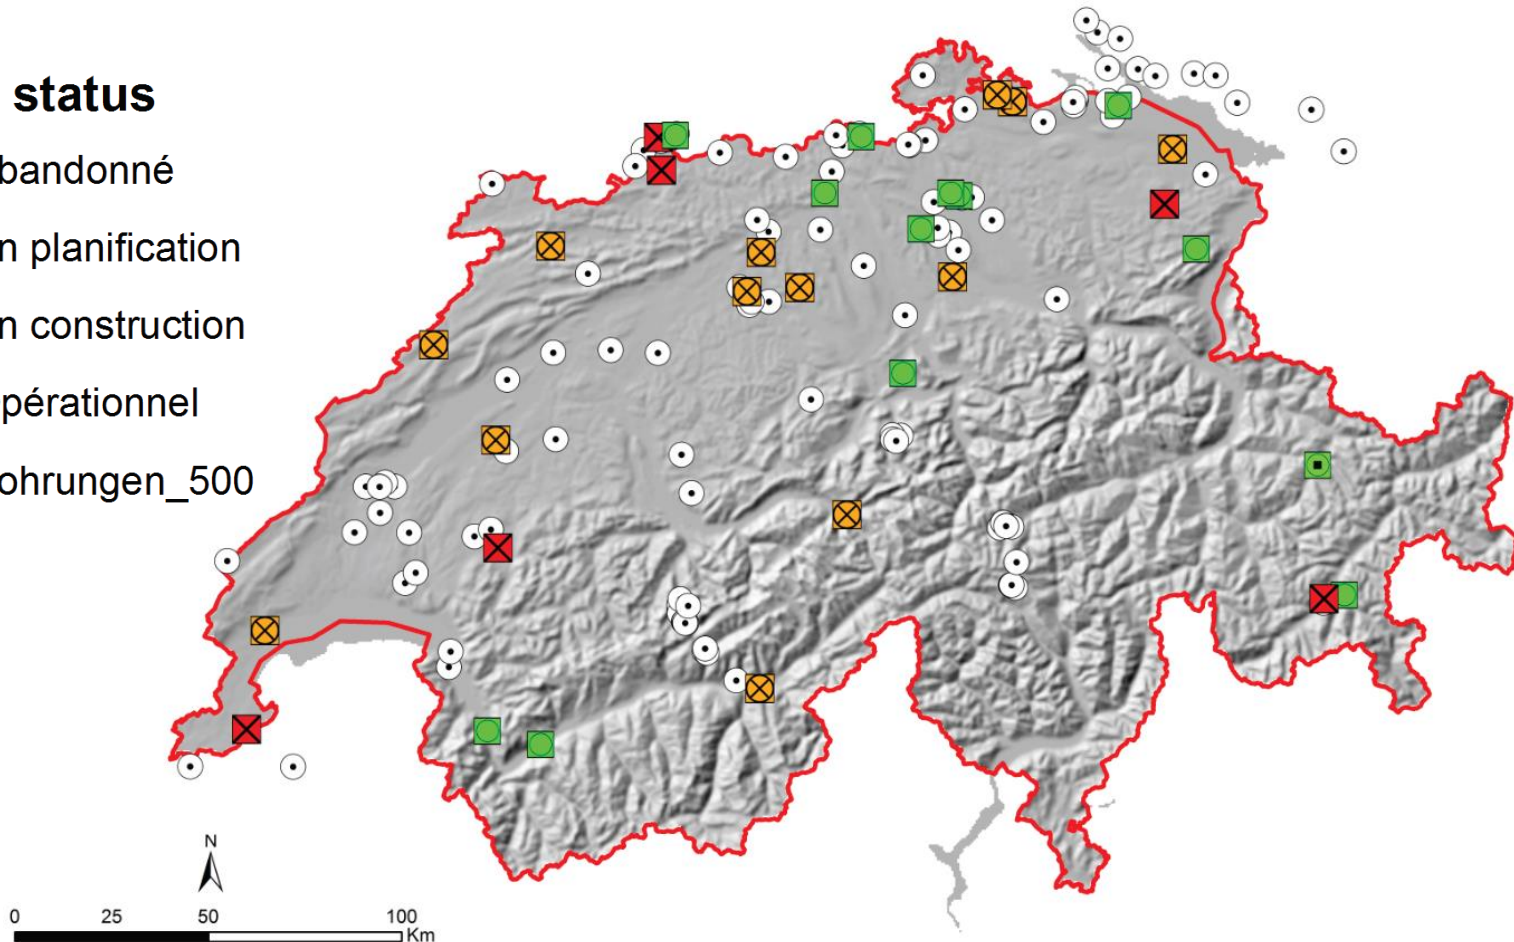 status
bandonné
n planification
n construction
pérationnel
ohrungen_500
N
0 25 50 100
Km